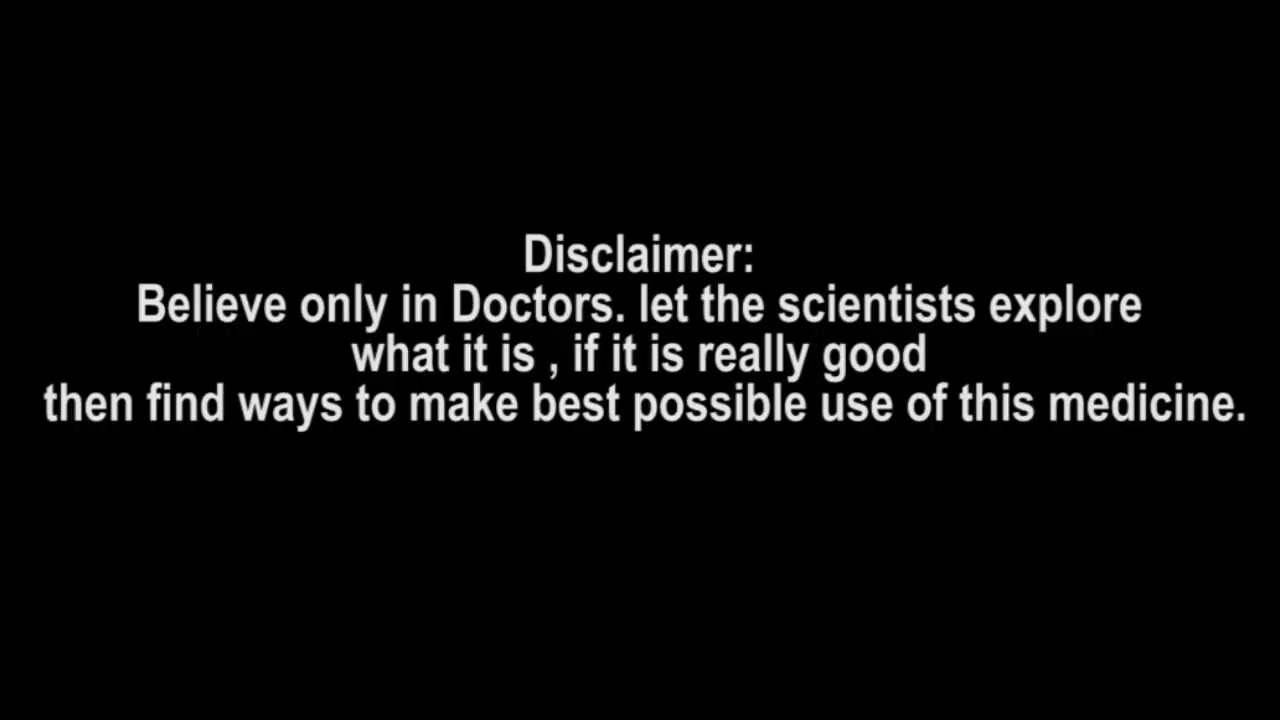 Disclaimer:
Believe only in Doctors. let the scientists explore
what it is , if it is really good
then find ways to make best possible use of this medicine.